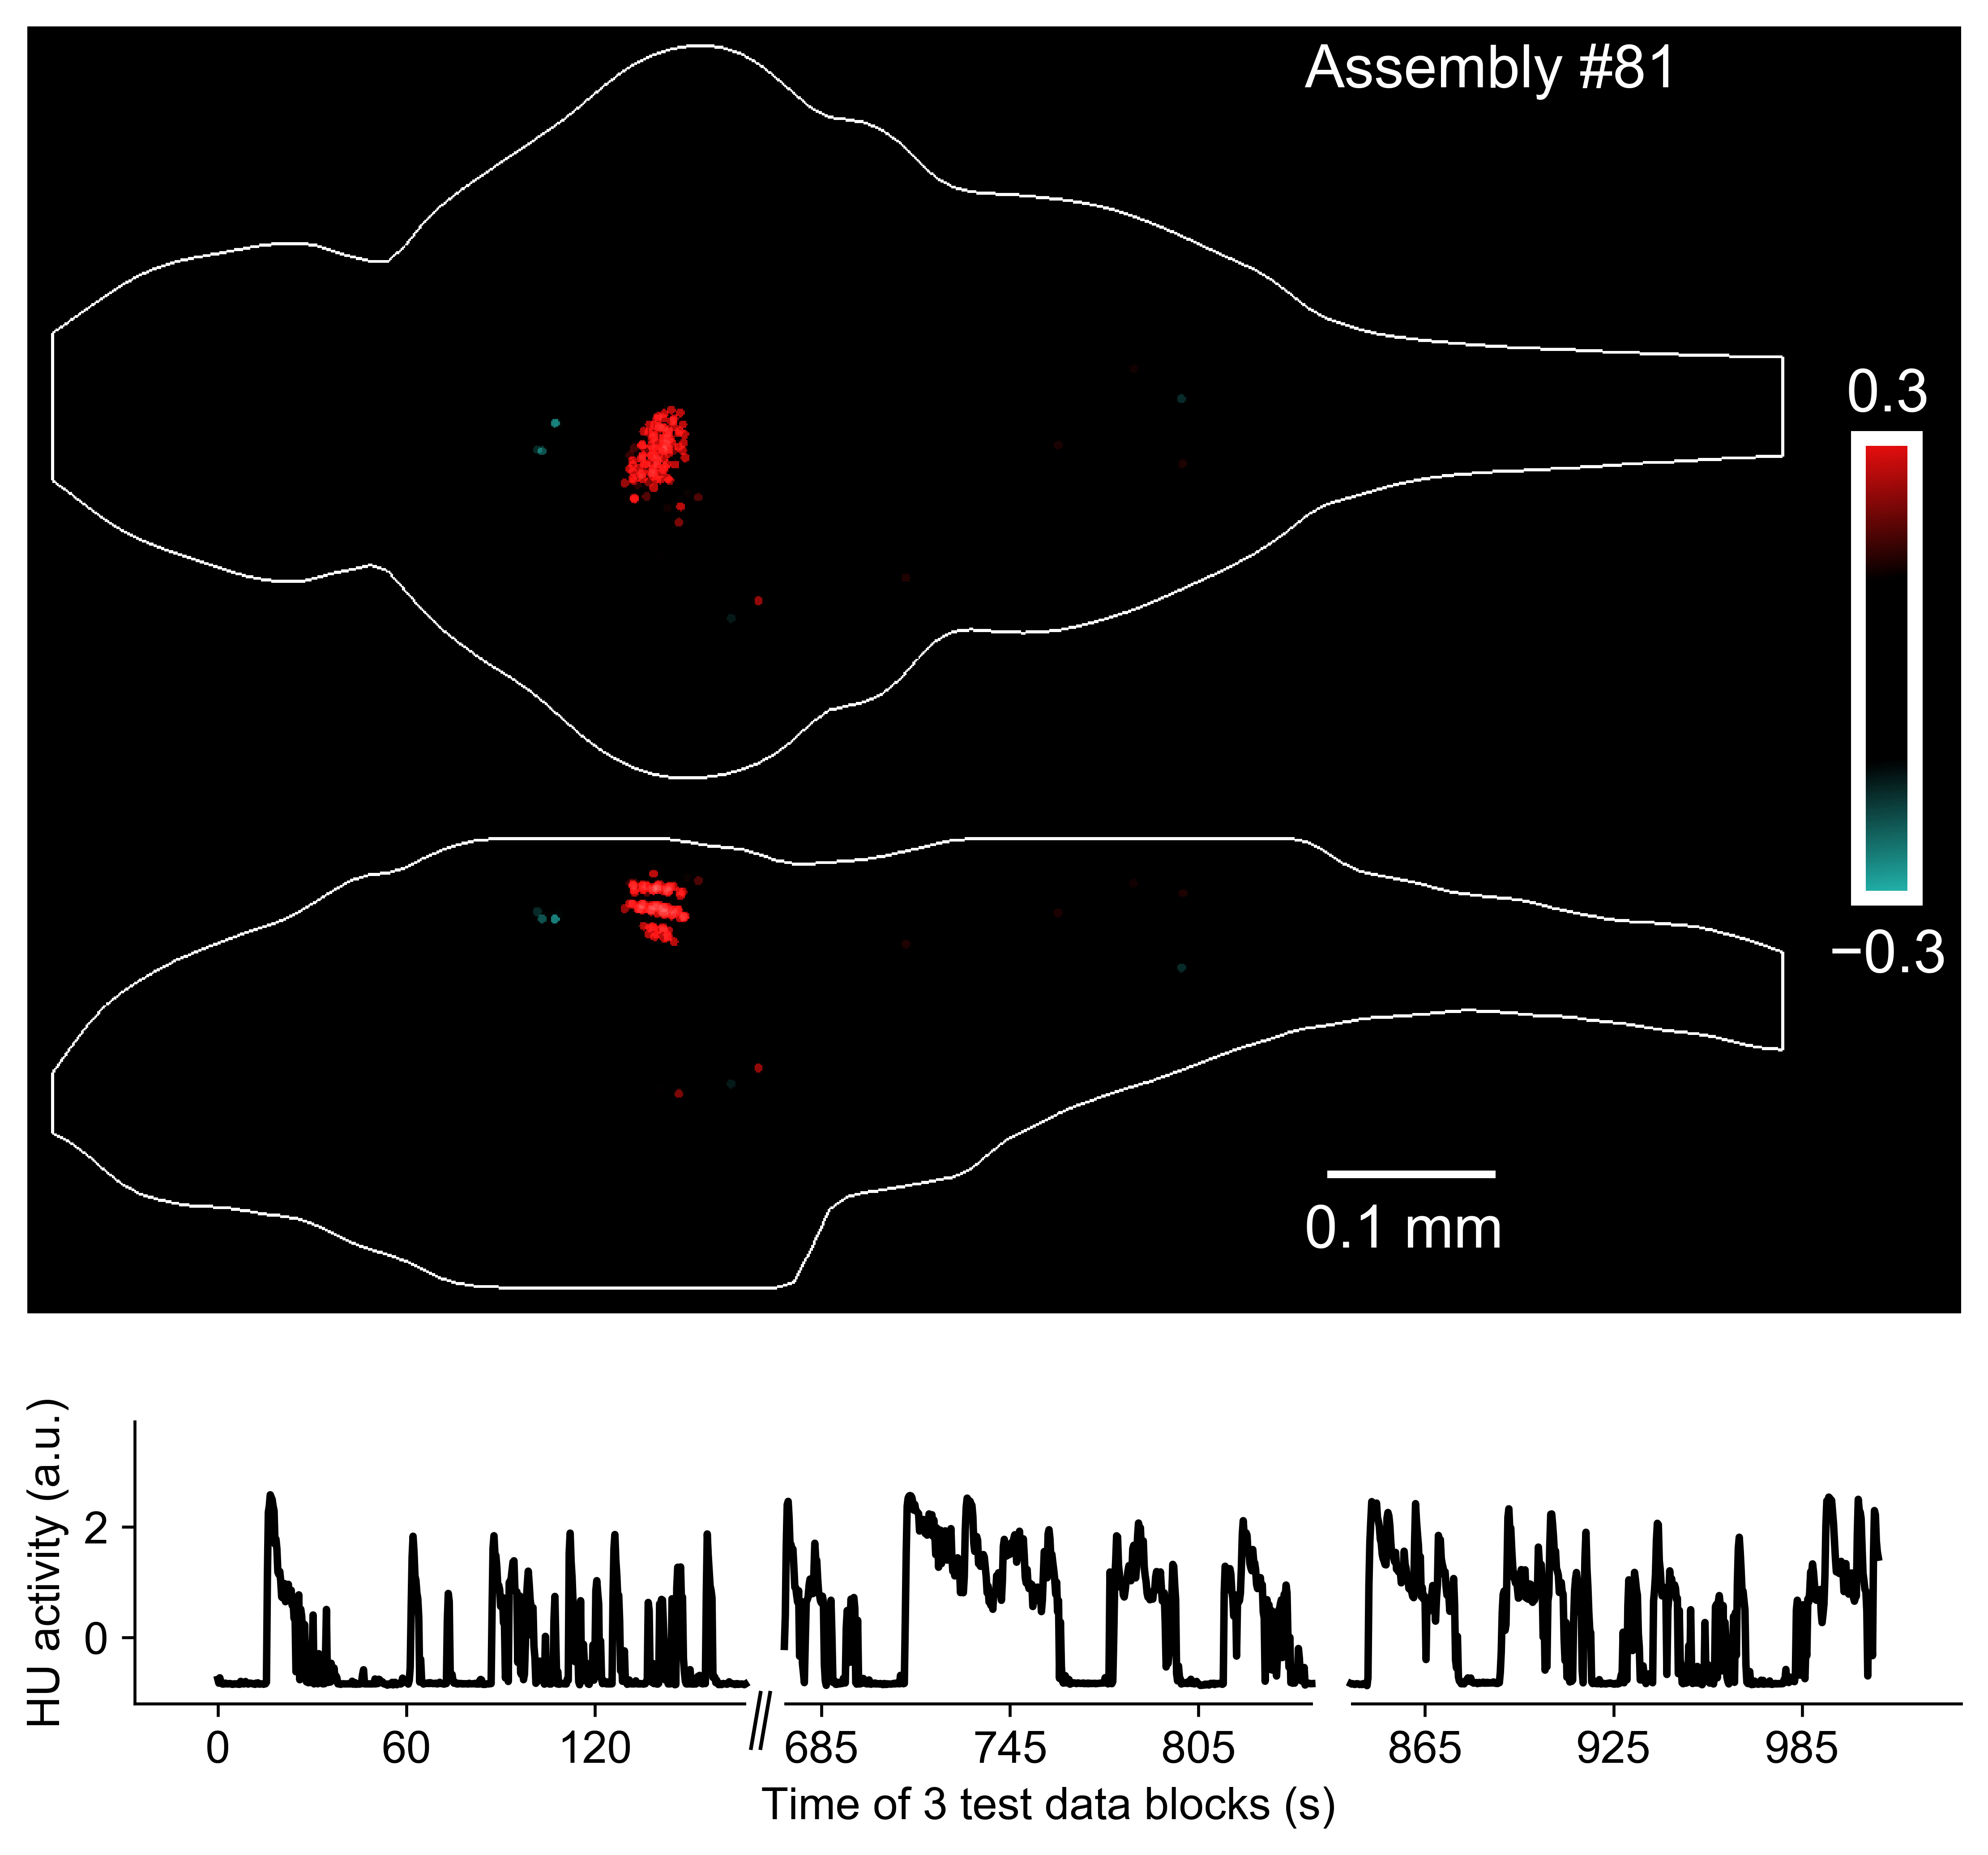 Assembly #81
0.3
−0.3
0.1 mm
HU activity (a.u.)
2
0
0 60 120 685 745 805 865 925 985
Time of 3 test data blocks (s)